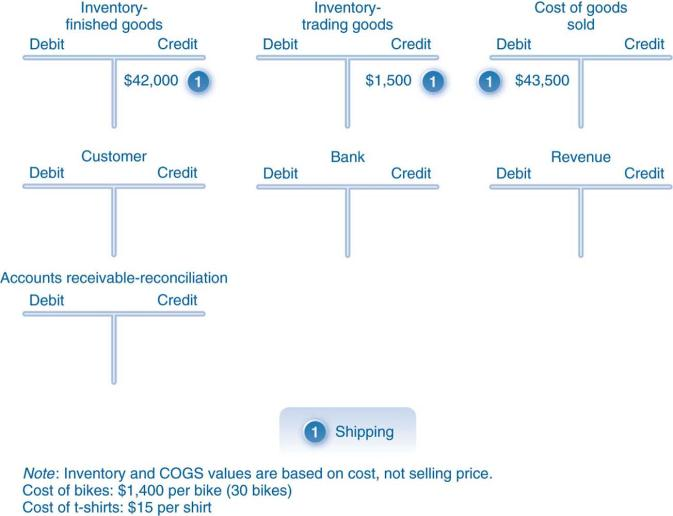 Inventory- Inventory- Cost of goods
finished goods trading goods sold
Debit Credit Debit Credit Debit Credit
$42,000 1 $1,500 1 1 $43,500
Customer Bank Revenue
Debit Credit Debit Credit Debit Credit
Accounts receivable-reconciliation
Debit Credit
1 Shipping
Note: Inventory and COGS values are based on cost, not selling price.
Cost of bikes: $1,400 per bike (30 bikes)
Cost of t-shirts: $15 per shirt